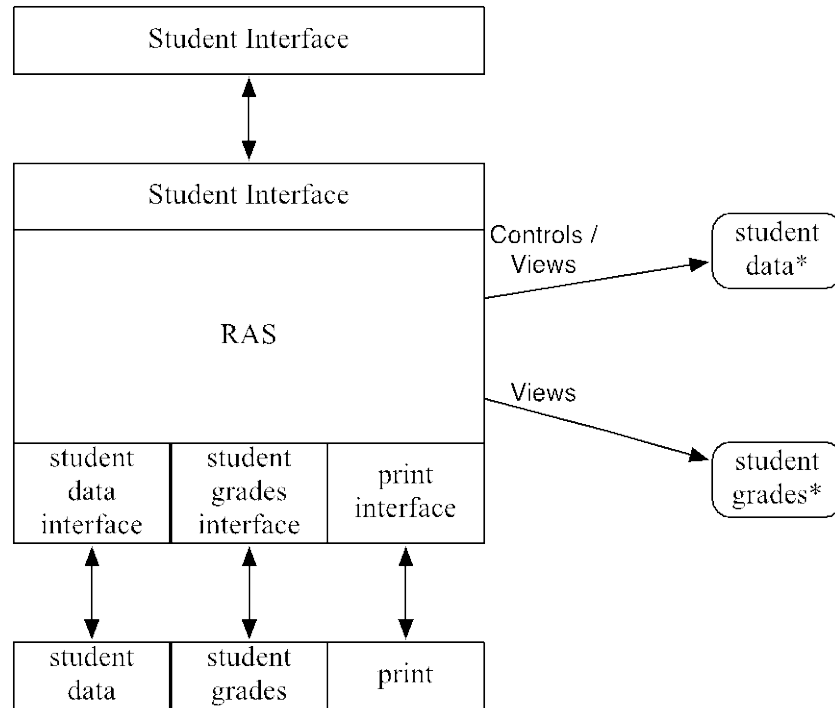 Student Interface
Student Interface
Controls /
Views
student
data*
RAS
Views
student
grades*
student
data
interface
student
grades
interface
print
interface
student
data
student
grades
print